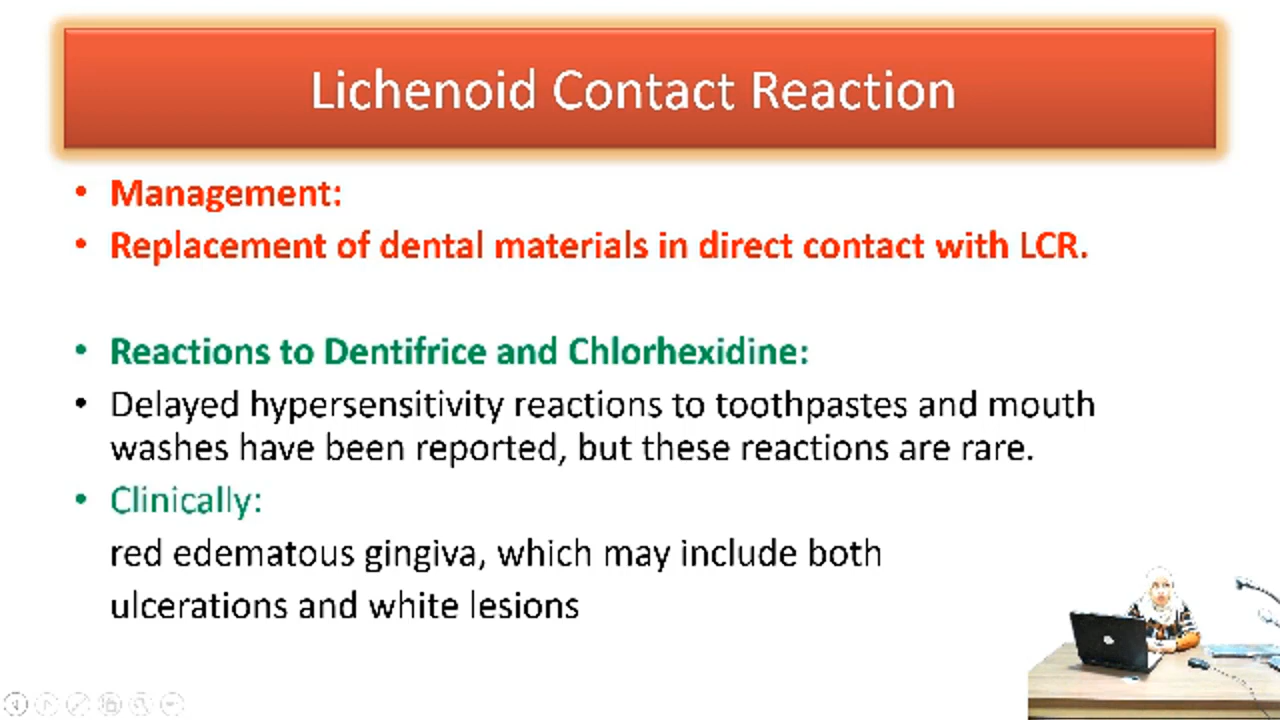 Lichenoid Contact Reaction
• Management:
• Replacement of dental materials in direct contact with LCR.
• Reactions to Dentifrice and Chlorhexidine:
• Delayed hypersensitivity reactions to toothpastes and mouth
washes have been reported, but these reactions are rare.
• Clinically:
red edematous gingiva, which may include both
ulcerations and white lesions